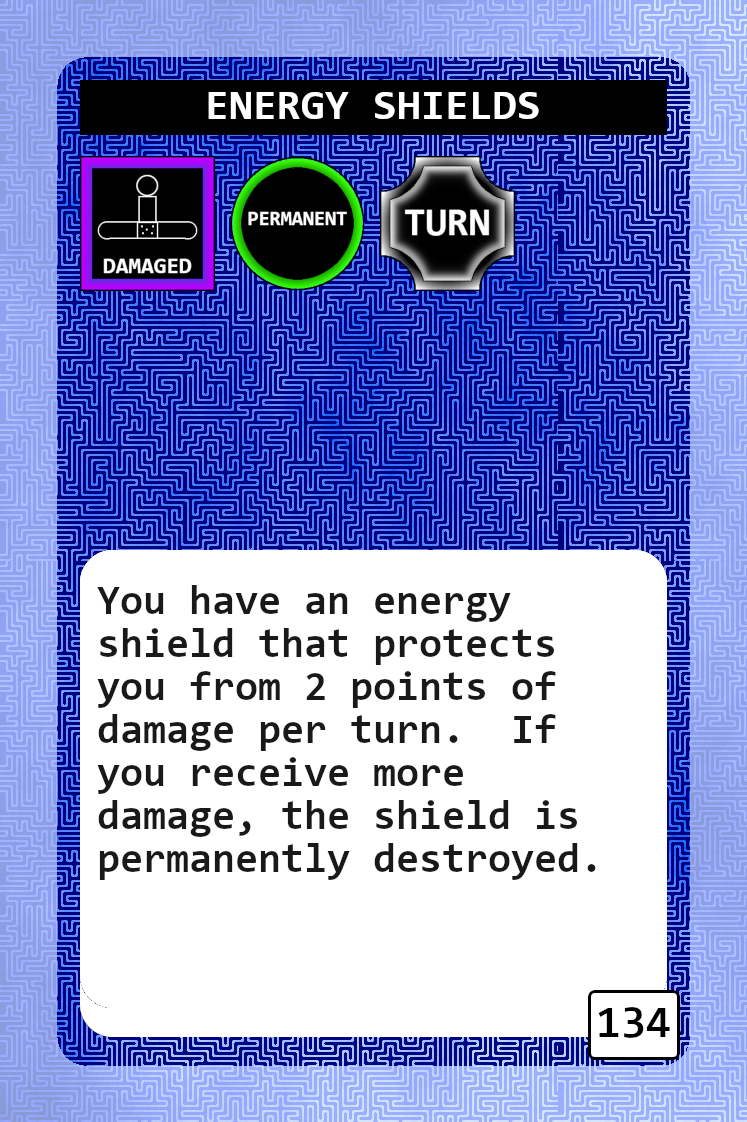 ENERGY SHIELDS
DAMAGED
PERMANENT
TURN
You have an energy
shield that protects
you from 2 points of
damage per turn.  If
you receive more
damage, the shield is
permanently destroyed.
134